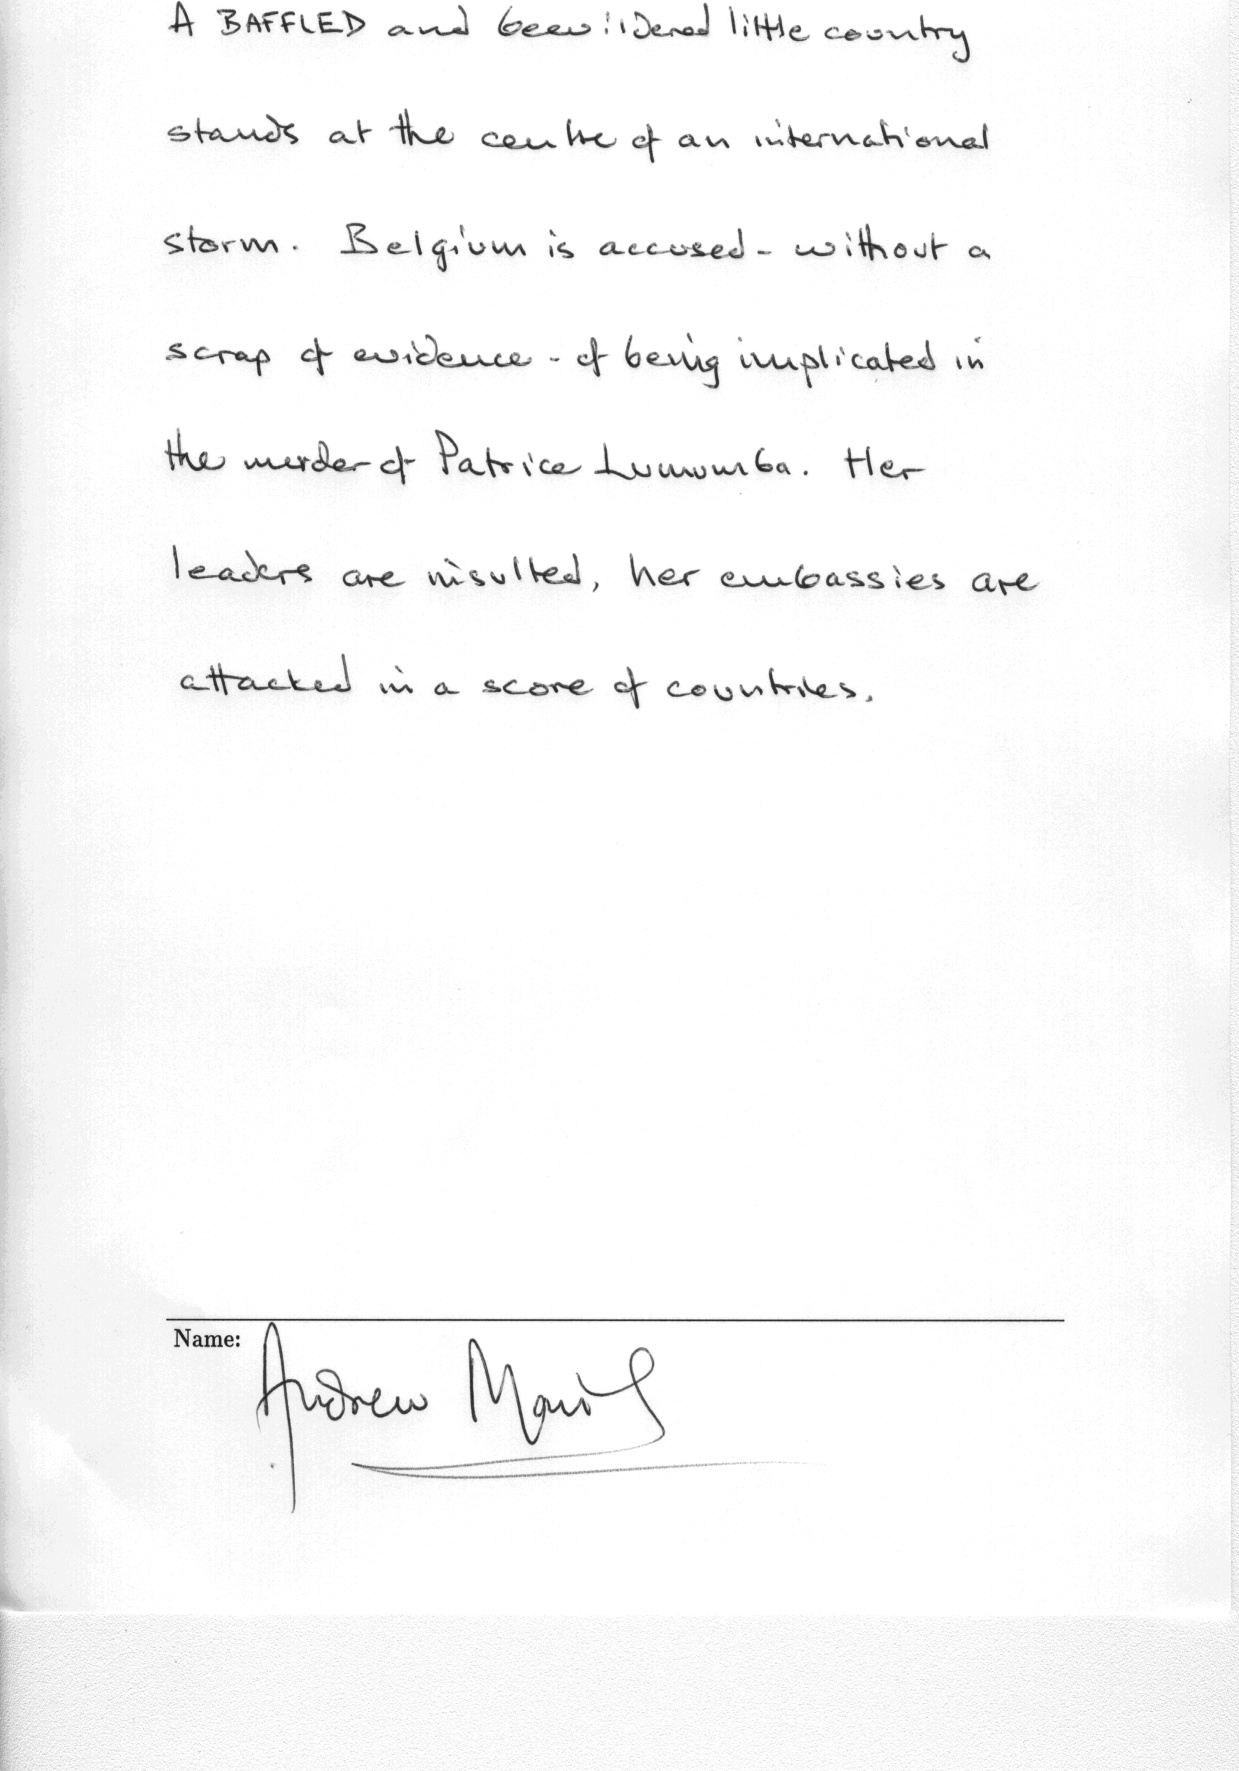 A BAFFLED and beewildered little country
stands at the centre of an international
storm. Belgium is accused - without a
scrap of evidence - of being implicated in
the murder of Patrice Lumumba. Her
leaders are insulted, her embassies are
attacked in a score of countries.
Name: Andrew